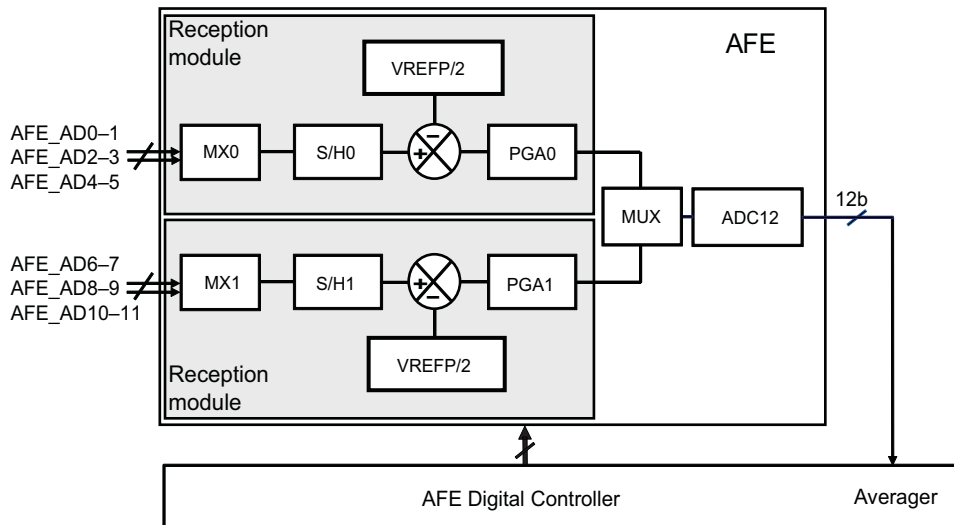 Reception
module
AFE
VREFP/2
AFE_AD0–1
AFE_AD2–3
AFE_AD4–5
MX0
S/H0
−
+
PGA0
MUX
ADC12
12b
AFE_AD6–7
AFE_AD8–9
AFE_AD10–11
MX1
S/H1
+
−
PGA1
VREFP/2
Reception
module
AFE Digital Controller
Averager